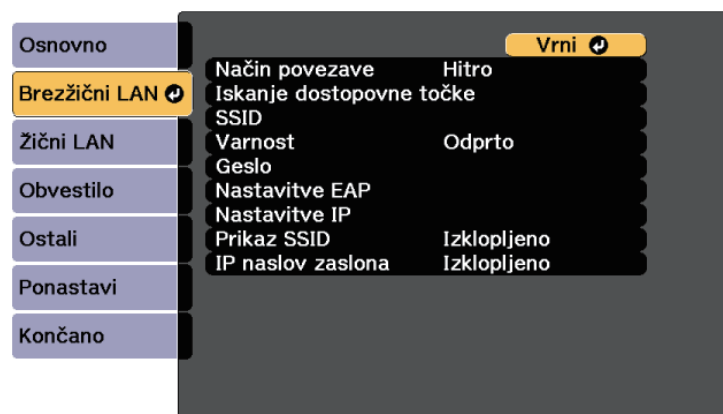 Osnovno
Brezžični LAN
Žični LAN
Obvestilo
Ostali
Ponastavi
Končano
Vrni
Način povezave Hitro
Iskanje dostopovne točke
SSID
Varnost Odprto
Geslo
Nastavitve EAP
Nastavitve IP
Prikaz SSID Izklopljeno
IP naslov zaslona Izklopljeno